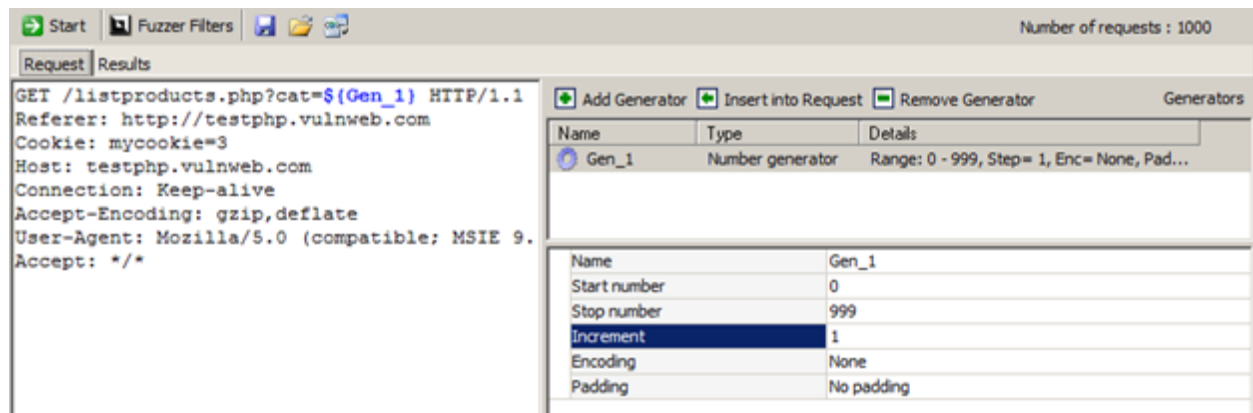 Start Fuzzer Filters Number of requests : 1000
Request Results
GET /listproducts.php?cat=${Gen_1} HTTP/1.1
Referer: http://testphp.vulnweb.com
Cookie: mycookie=3
Host: testphp.vulnweb.com
Connection: Keep-alive
Accept-Encoding: gzip,deflate
User-Agent: Mozilla/5.0 (compatible; MSIE 9.
Accept: */*
Add Generator Insert into Request Remove Generator Generators
Name Type Details
Gen_1 Number generator Range: 0 - 999, Step= 1, Enc= None, Pad...
Name Gen_1
Start number 0
Stop number 999
Increment 1
Encoding None
Padding No padding